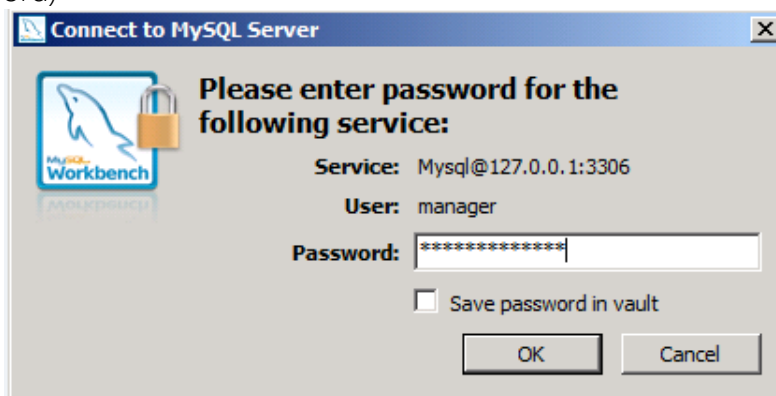 Connect to MySQL Server
Please enter password for the
following service:
MySQL
Workbench
Service: Mysql@127.0.0.1:3306
User: manager
Password: *************
Save password in vault
OK Cancel